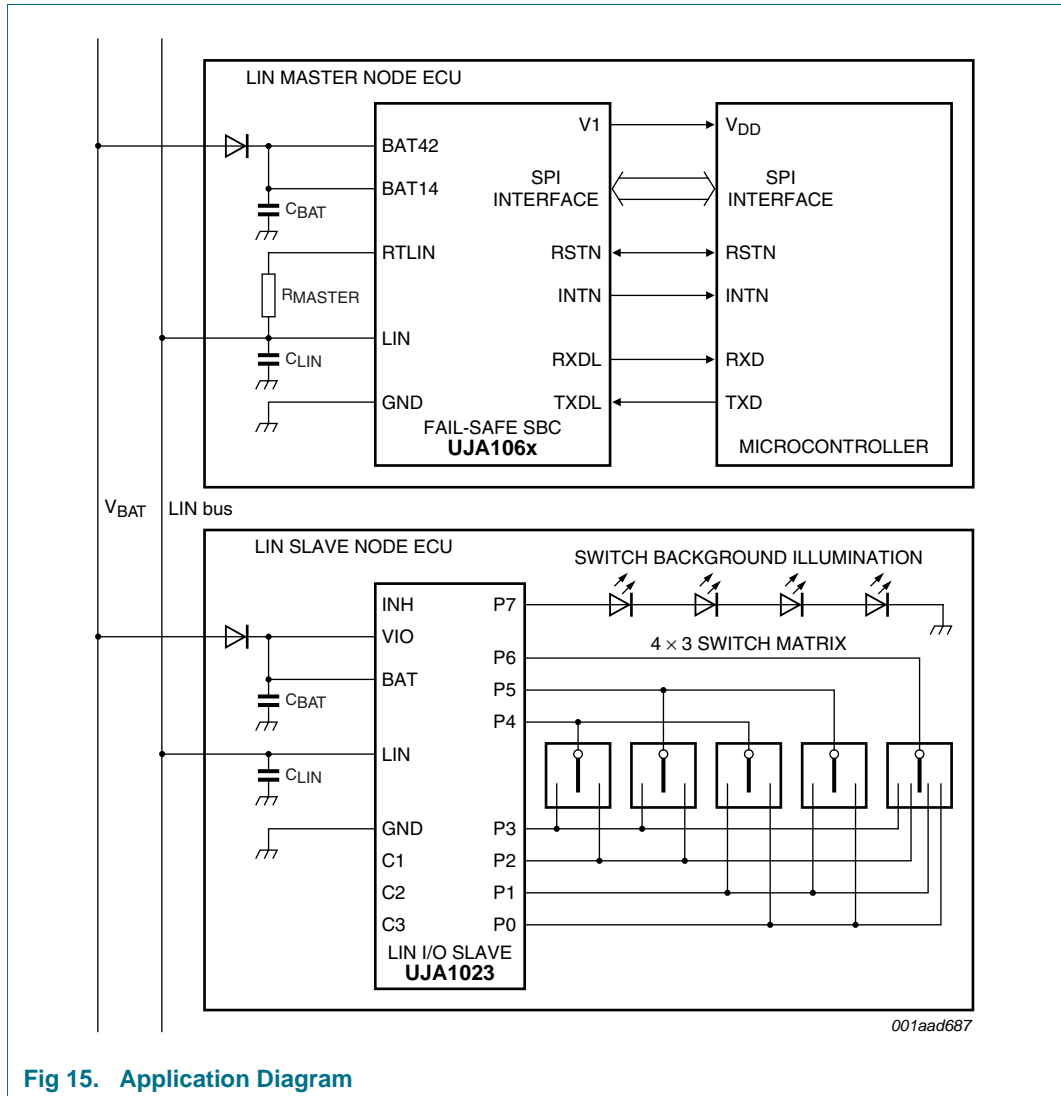 LIN MASTER NODE ECU
BAT42
BAT14
CBAT
RTLIN
RMASTER
LIN
CLIN
GND
V1
SPI
INTERFACE
RSTN
INTN
RXDL
TXDL
FAIL-SAFE SBC
UJA106x
VDD
SPI
INTERFACE
RSTN
INTN
RXD
TXD
MICROCONTROLLER
VBAT
LIN bus
LIN SLAVE NODE ECU
INH
VIO
BAT
CBAT
LIN
CLIN
GND
C1
C2
C3
P7
P6
P5
P4
P3
P2
P1
P0
LIN I/O SLAVE
UJA1023
SWITCH BACKGROUND ILLUMINATION
4 × 3 SWITCH MATRIX
001aad687
Fig 15. Application Diagram